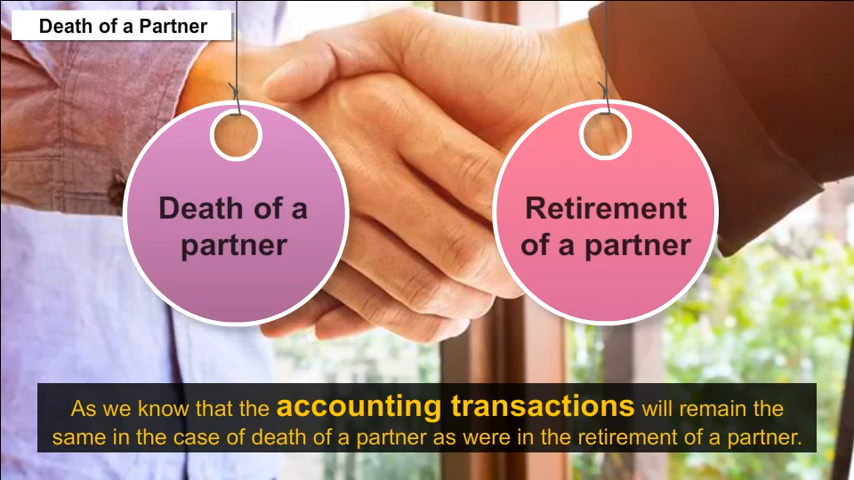 Death of a Partner
Death of a
partner
Retirement
of a partner
As we know that the accounting transactions will remain the
same in the case of death of a partner as were in the retirement of a partner.